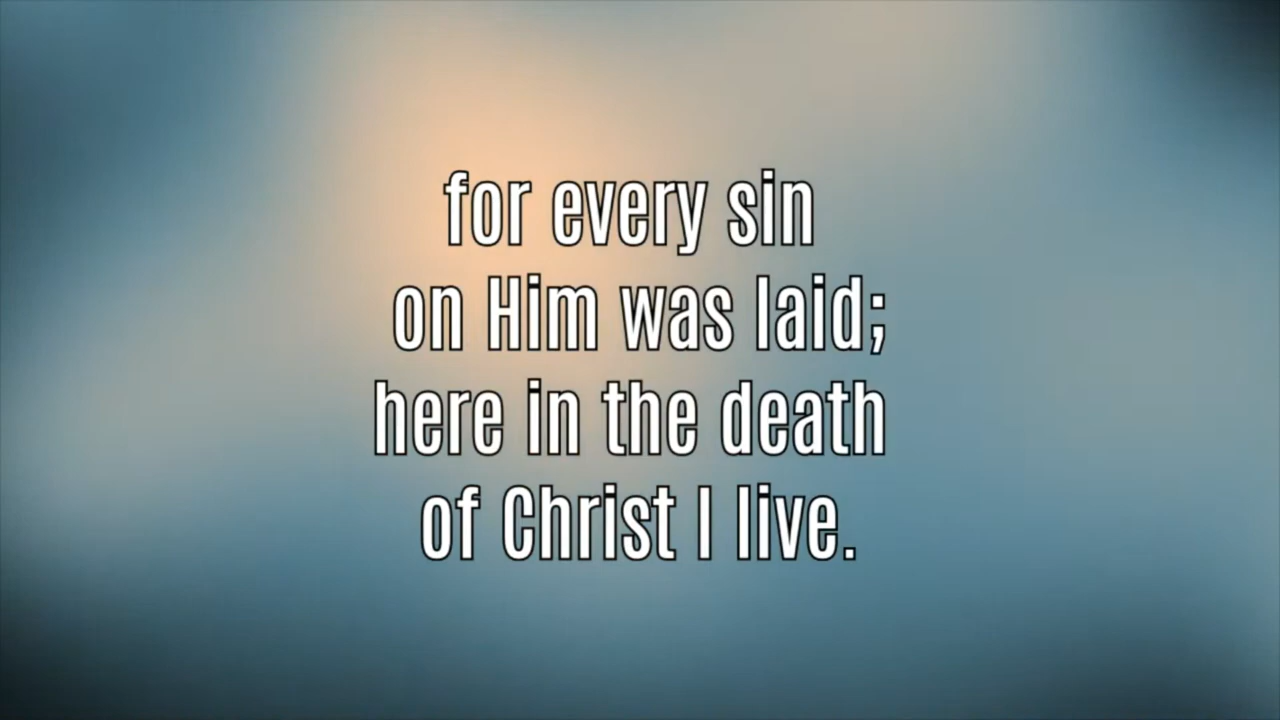 for every sin
on Him was laid;
here in the death
of Christ I live.